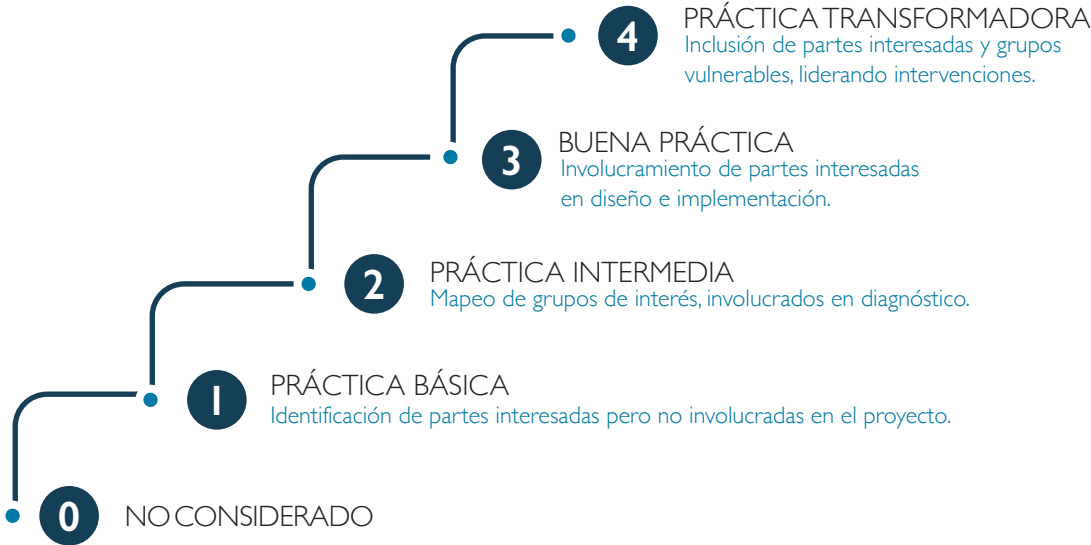 4 PRÁCTICA TRANSFORMADORA
Inclusión de partes interesadas y grupos
vulnerables, liderando intervenciones.
3 BUENA PRÁCTICA
Involucramiento de partes interesadas
en diseño e implementación.
2 PRÁCTICA INTERMEDIA
Mapeo de grupos de interés, involucrados en diagnóstico.
1 PRÁCTICA BÁSICA
Identificación de partes interesadas pero no involucradas en el proyecto.
0 NO CONSIDERADO